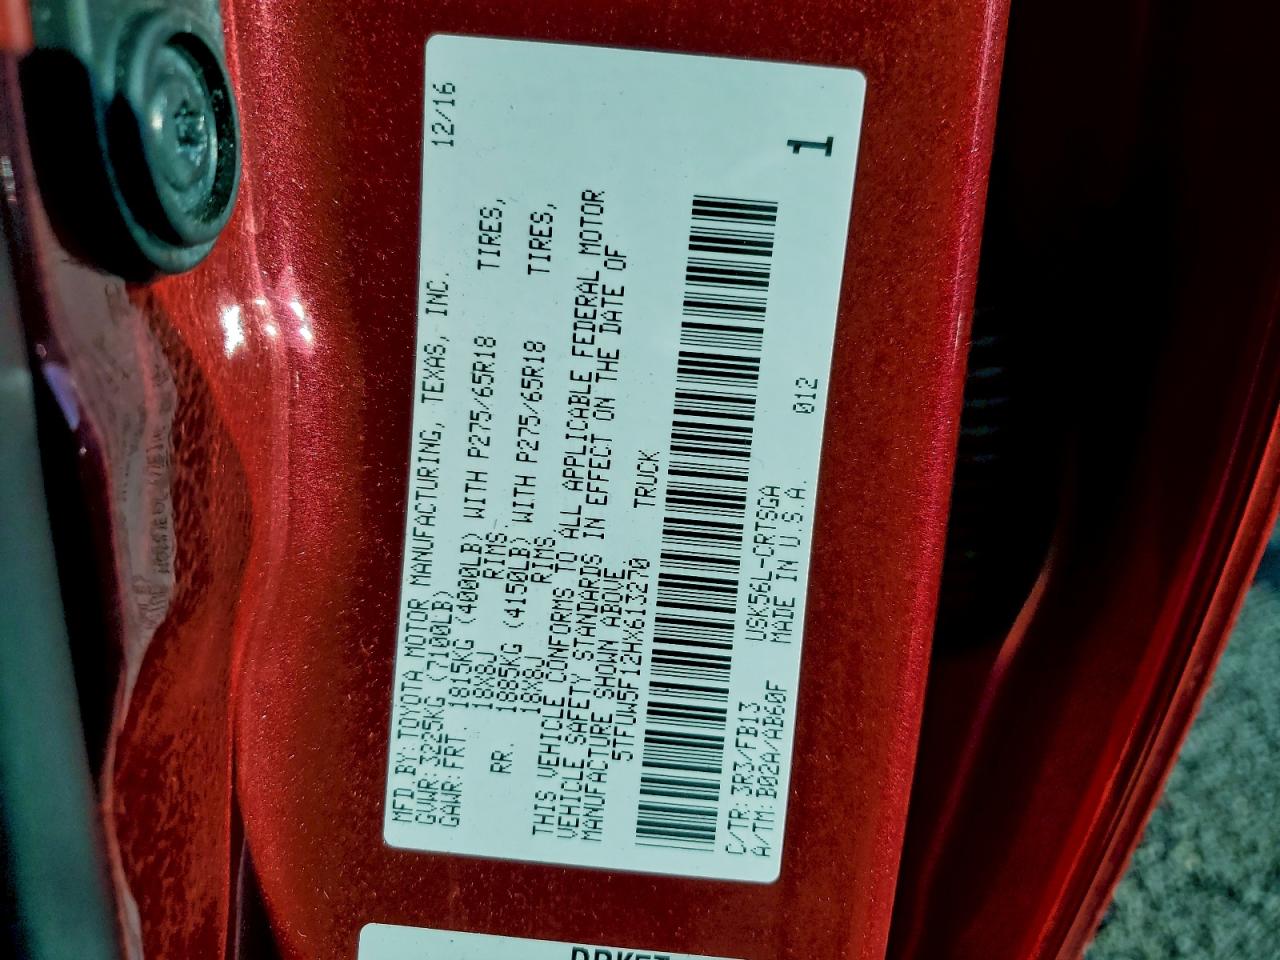 MFD. BY: TOYOTA MOTOR MANUFACTURING, TEXAS, INC. 12/16
GVWR: 3225KG (7100LB)
GAWR: FRT. 1815KG (4000LB) WITH P275/65R18 TIRES,
18X8J RIMS
RR. 1885KG (4150LB) WITH P275/65R18 TIRES,
18X8J RIMS
THIS VEHICLE CONFORMS TO ALL APPLICABLE FEDERAL MOTOR
VEHICLE SAFETY STANDARDS IN EFFECT ON THE DATE OF
MANUFACTURE SHOWN ABOVE.
5TFUW5F12HX613270 TRUCK
C/TR: 3R3/FB13 USK56L-CRTSGA
A/TM: B02A/AB60F MADE IN U.S.A. 012
1